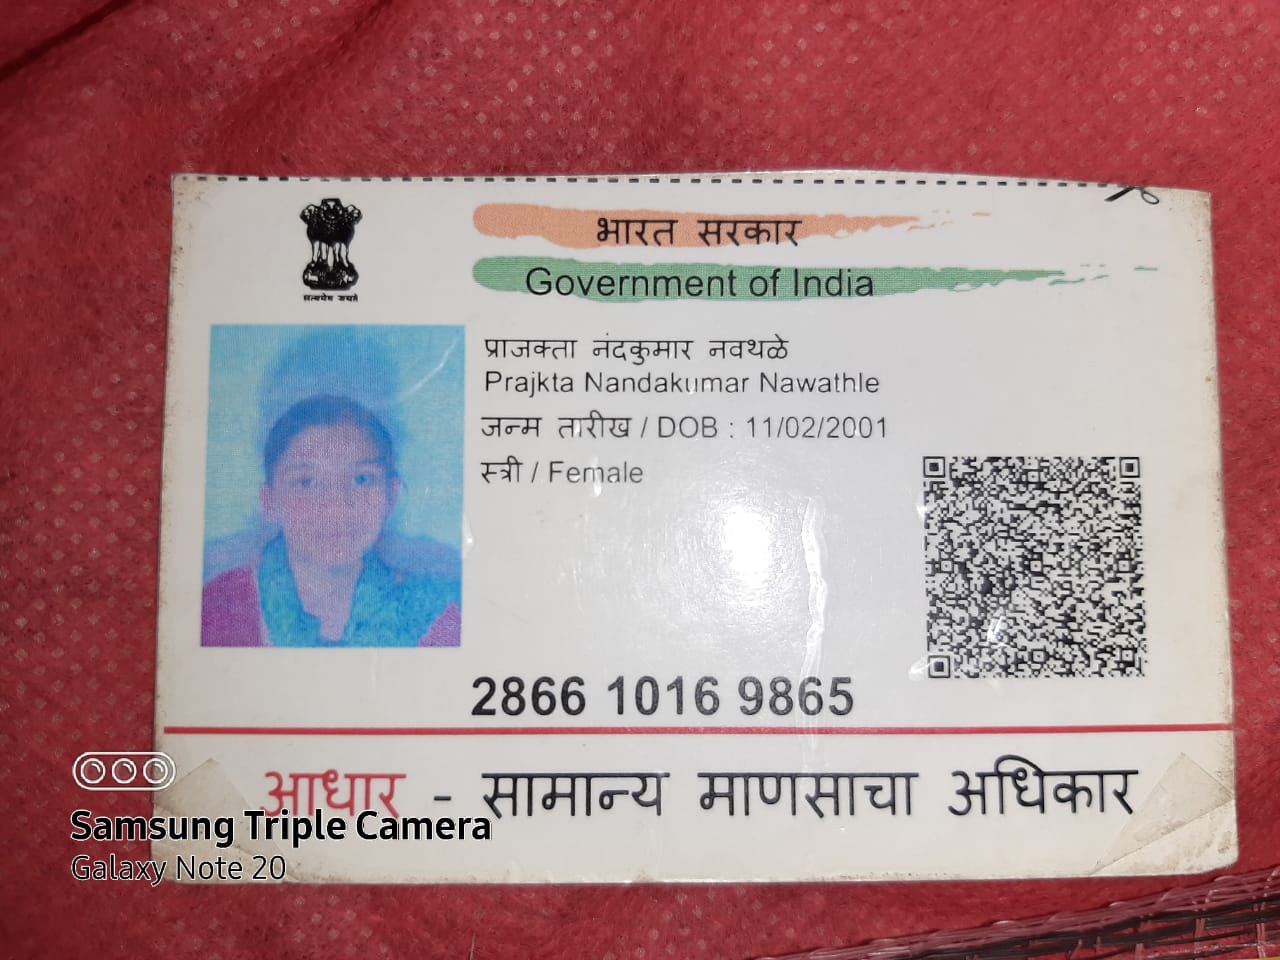 सत्यमेव जयते
भारत सरकार
Government of India
प्राजक्ता नंदकुमार नवथळे
Prajkta Nandakumar Nawathle
जन्म तारीख / DOB : 11/02/2001
स्त्री / Female
2866 1016 9865
आधार - सामान्य माणसाचा अधिकार
Samsung Triple Camera
Galaxy Note 20